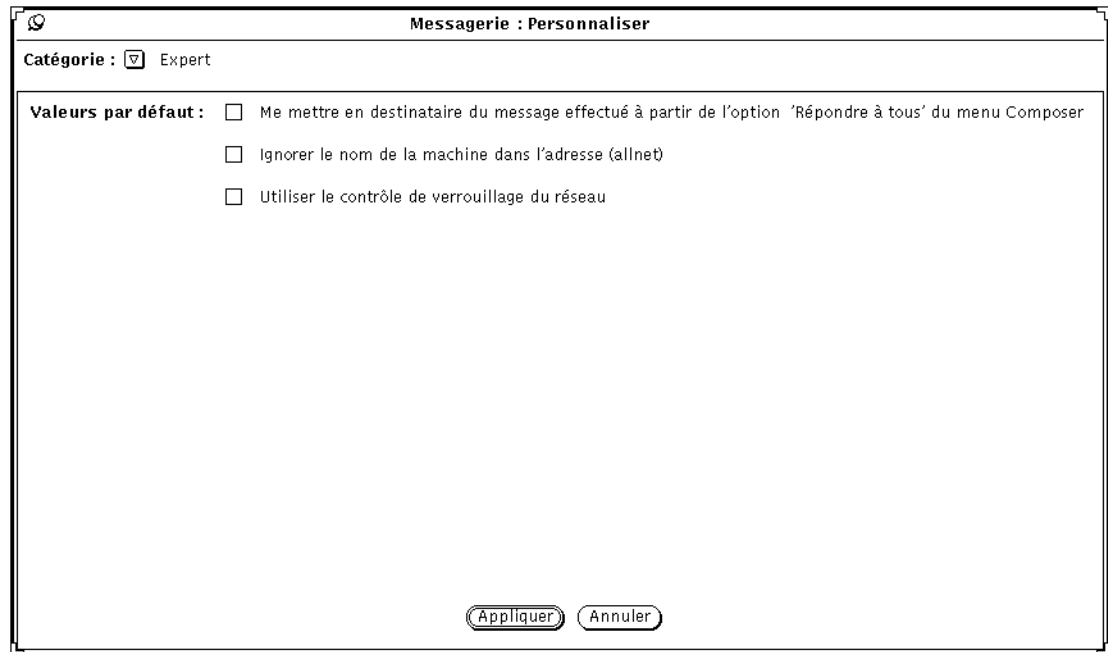 Messagerie : Personnaliser
Catégorie : Expert
Valeurs par défaut : Me mettre en destinataire du message effectué à partir de l'option 'Répondre à tous' du menu Composer
Ignorer le nom de la machine dans l'adresse (allnet)
Utiliser le contrôle de verrouillage du réseau
Appliquer Annuler